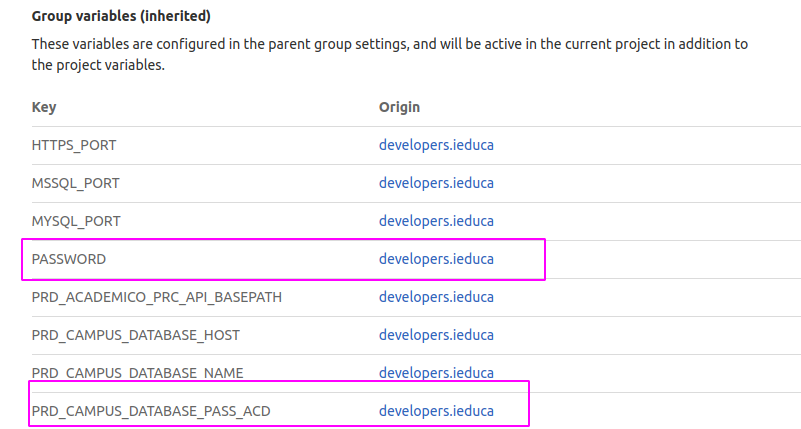 Group variables (inherited)
These variables are configured in the parent group settings, and will be active in the current project in addition to
the project variables.
Key Origin
HTTPS_PORT developers.ieduca
MSSQL_PORT developers.ieduca
MYSQL_PORT developers.ieduca
PASSWORD developers.ieduca
PRD_ACADEMICO_PRC_API_BASEPATH developers.ieduca
PRD_CAMPUS_DATABASE_HOST developers.ieduca
PRD_CAMPUS_DATABASE_NAME developers.ieduca
PRD_CAMPUS_DATABASE_PASS_ACD developers.ieduca